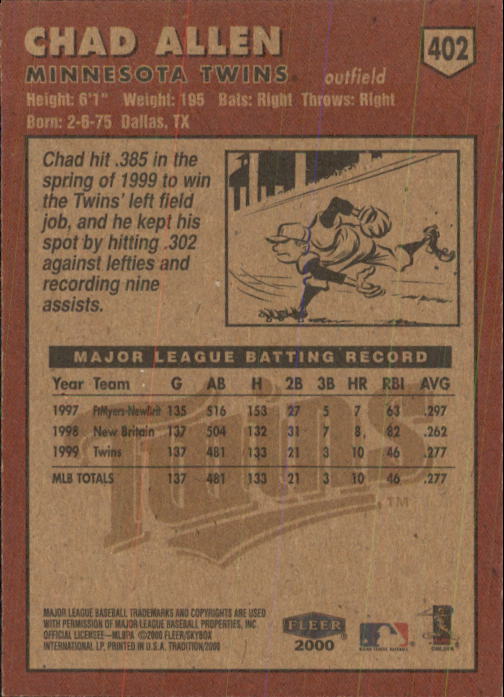 CHAD ALLEN
402
MINNESOTA TWINS outfield
Height: 6'1" Weight: 195 Bats: Right Throws: Right
Born: 2-6-75 Dallas, TX
Chad hit .385 in the
spring of 1999 to win
the Twins' left field
job, and he kept his
spot by hitting .302
against lefties and
recording nine
assists.
MAJOR LEAGUE BATTING RECORD
Year Team G AB H 2B 3B HR RBI AVG
1997 FtMyers-NewBrit 135 516 153 27 5 7 63 .297
1998 New Britain 137 504 132 31 7 8 82 .262
1999 Twins 137 481 133 21 3 10 46 .277
MLB TOTALS 137 481 133 21 3 10 46 .277
Twins
TM
MAJOR LEAGUE BASEBALL TRADEMARKS AND COPYRIGHTS ARE USED
WITH PERMISSION OF MAJOR LEAGUE BASEBALL PROPERTIES, INC.
OFFICIAL LICENSEE—MLBPA ©2000 FLEER/SKYBOX
INTERNATIONAL LP, PRINTED IN U.S.A. TRADITION/2000
FLEER
2000
MAJOR LEAGUE BASEBALL
©MLBPA